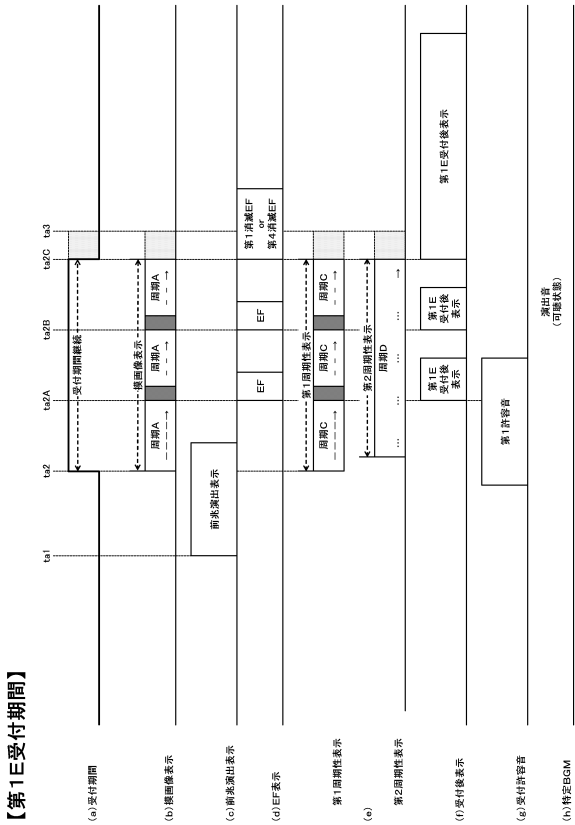 【第1E受付期間】
ta1
ta2
ta2A
ta2B
ta2C
ta3
(a)受付期間
受付期間継続
(b)模画像表示
模画像表示
周期A
周期A
周期A
(c)前兆演出表示
前兆演出表示
(d)EF表示
EF
EF
第1消滅EF
or
第4消滅EF
(e)
第1周期性表示
第1周期性表示
周期C
周期C
周期C
第2周期性表示
第2周期性表示
周期D
… … … … …
(f)受付後表示
第1E
受付後
表示
第1E
受付後
表示
第1E受付後表示
(g)受付許容音
第1許容音
(h)特定BGM
演出音
(可聴状態)